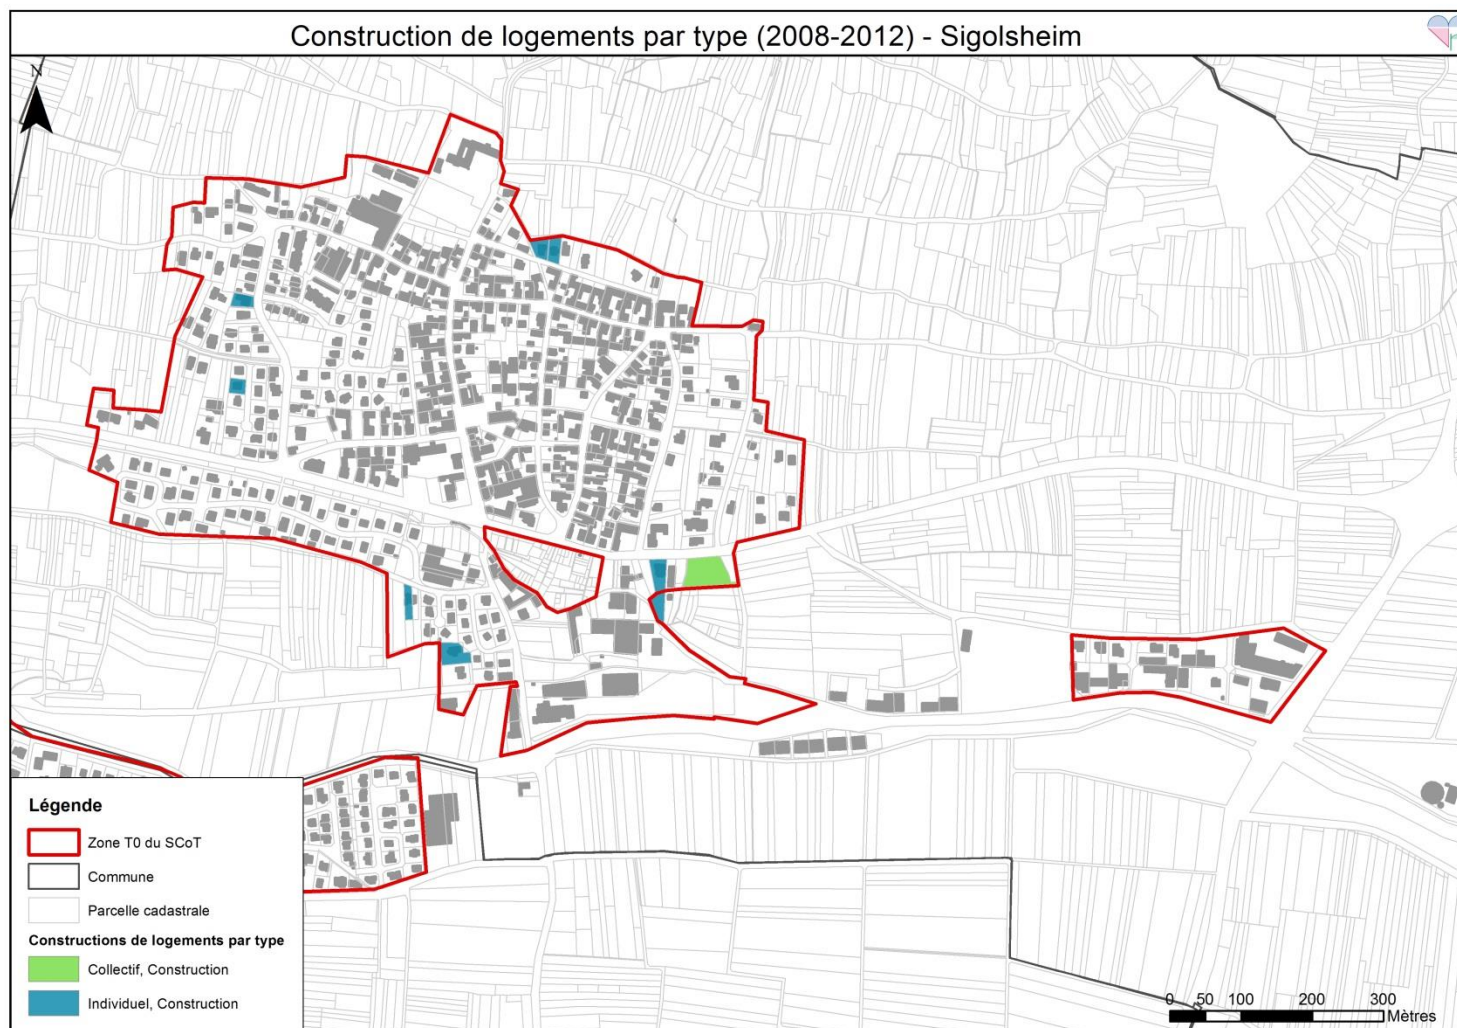 Construction de logements par type (2008-2012) - Sigolsheim
N
Légende
Zone T0 du SCoT
Commune
Parcelle cadastrale
Constructions de logements par type
Collectif, Construction
Individuel, Construction
0 50 100 200 300
Mètres